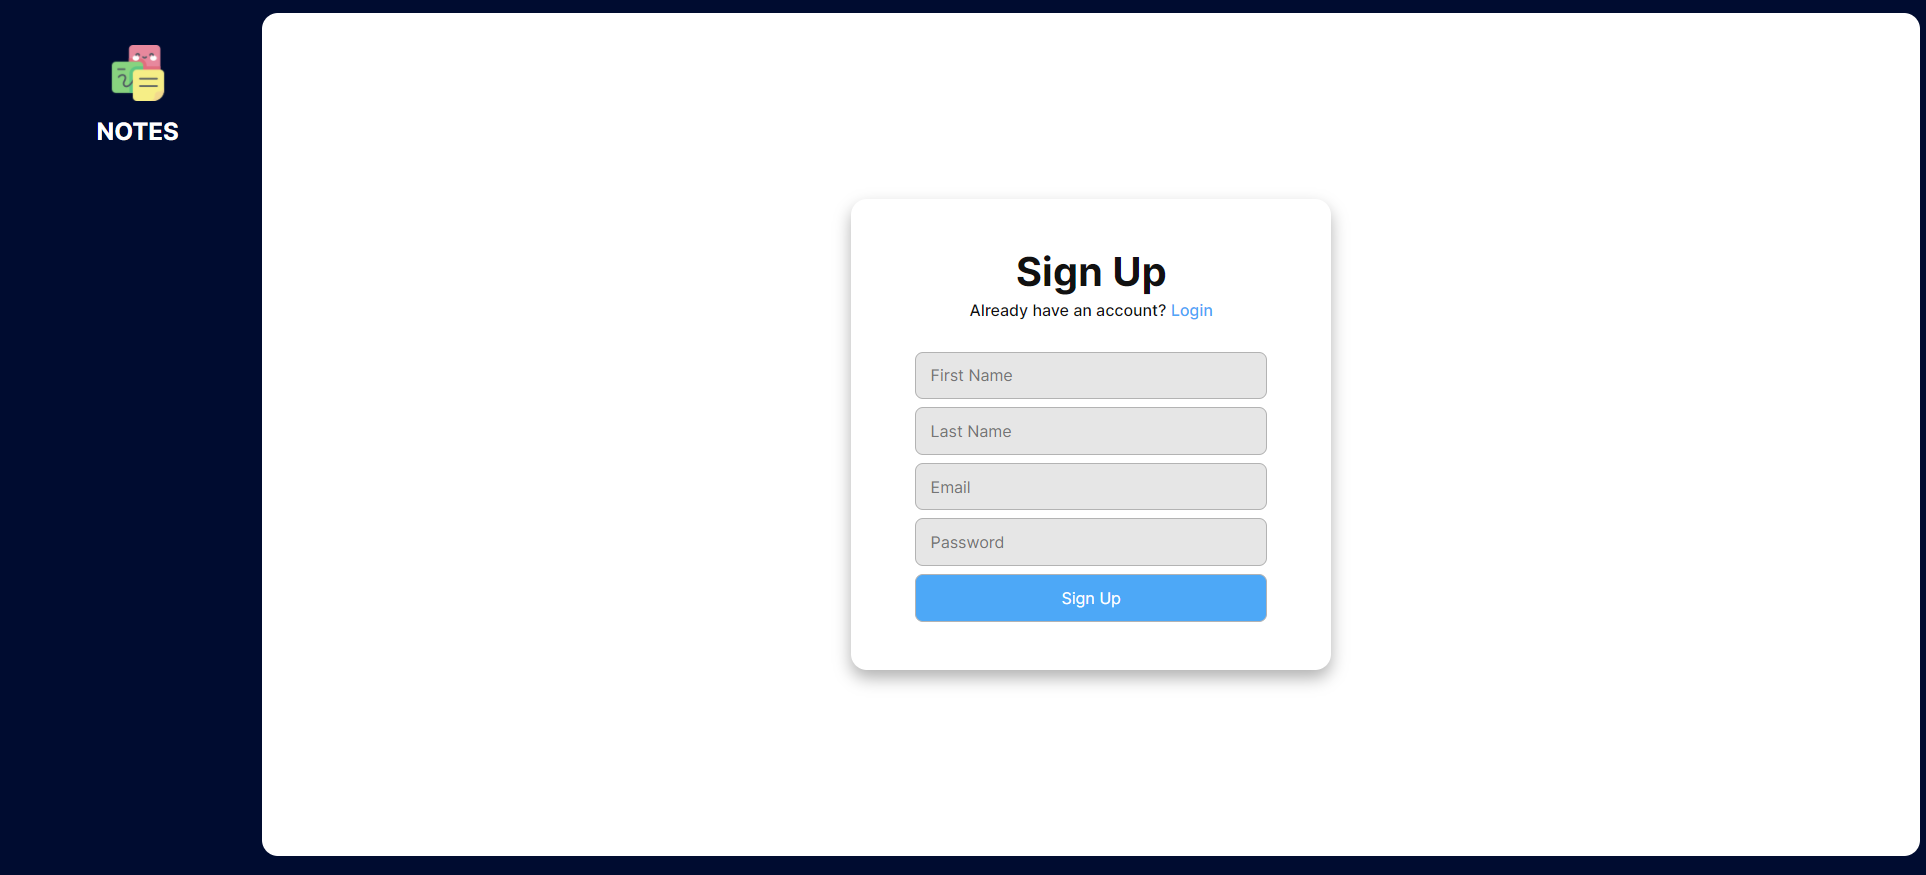 NOTES
Sign Up
Already have an account? Login
First Name
Last Name
Email
Password
Sign Up